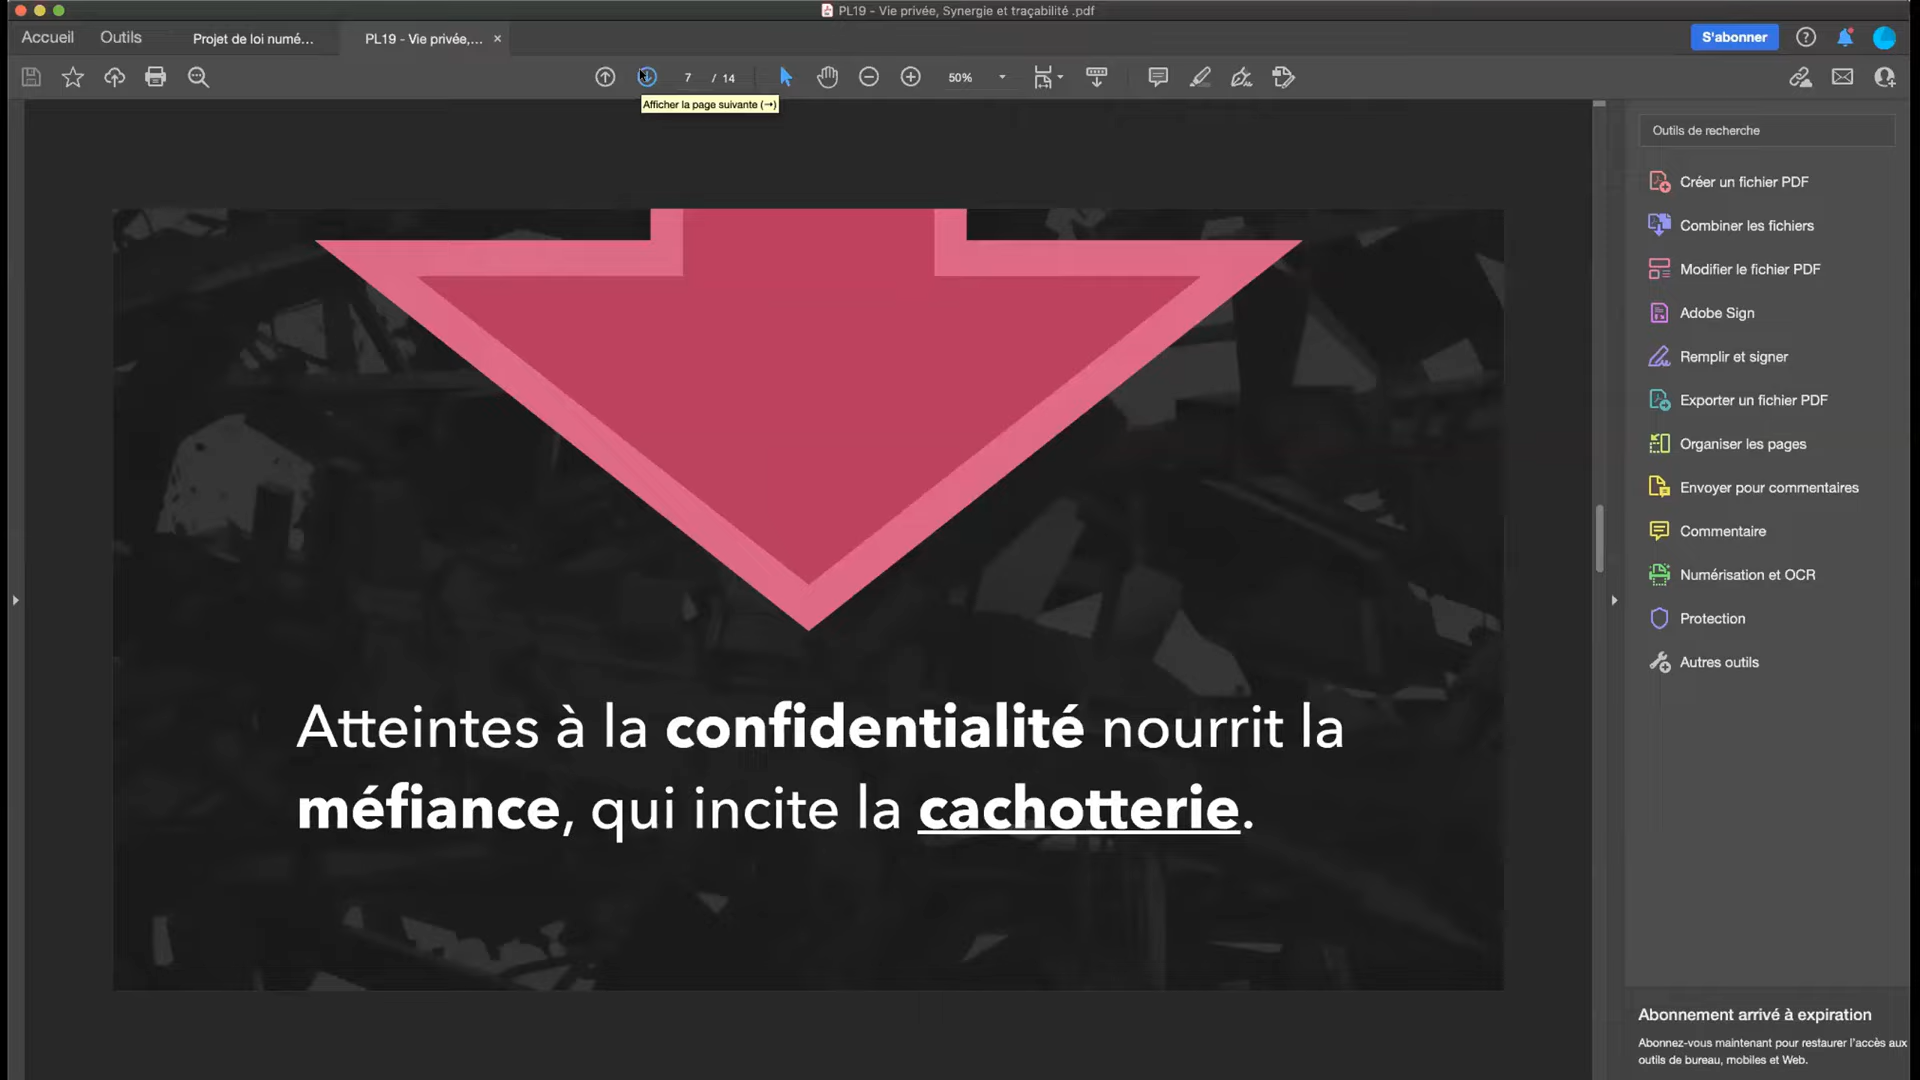 PL19 - Vie privée, Synergie et traçabilité .pdf
Accueil
Outils
Projet de loi numé...
PL19 - Vie privée,...
×
S'abonner
7 / 14
50%
Afficher la page suivante (→)
Outils de recherche
Créer un fichier PDF
Combiner les fichiers
Modifier le fichier PDF
Adobe Sign
Remplir et signer
Exporter un fichier PDF
Organiser les pages
Envoyer pour commentaires
Commentaire
Numérisation et OCR
Protection
Autres outils
Atteintes à la confidentialité nourrit la
méfiance, qui incite la cachotterie.
Abonnement arrivé à expiration
Abonnez-vous maintenant pour restaurer l'accès aux
outils de bureau, mobiles et Web.